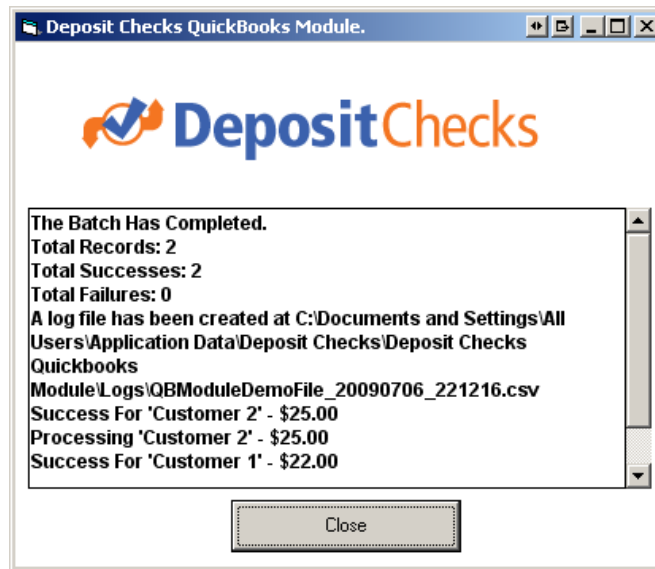 Deposit Checks QuickBooks Module.
DepositChecks
The Batch Has Completed.
Total Records: 2
Total Successes: 2
Total Failures: 0
A log file has been created at C:\Documents and Settings\All
Users\Application Data\Deposit Checks\Deposit Checks
Quickbooks
Module\Logs\QBModuleDemoFile_20090706_221216.csv
Success For 'Customer 2' - $25.00
Processing 'Customer 2' - $25.00
Success For 'Customer 1' - $22.00
Close